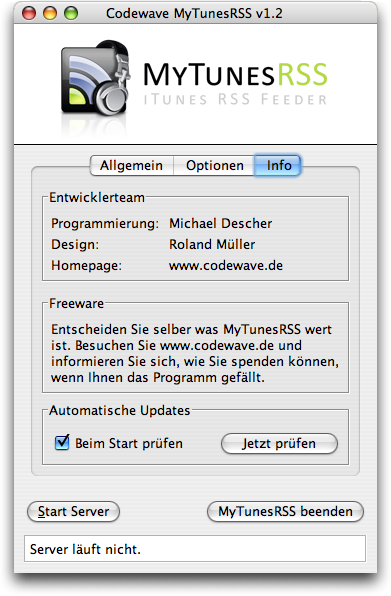 Codewave MyTunesRSS v1.2
MyTunesRSS
iTunes RSS Feeder
Allgemein Optionen Info
Entwicklerteam
Programmierung: Michael Descher
Design: Roland Müller
Homepage: www.codewave.de
Freeware
Entscheiden Sie selber was MyTunesRSS wert
ist. Besuchen Sie www.codewave.de und
informieren Sie sich, wie Sie spenden können,
wenn Ihnen das Programm gefällt.
Automatische Updates
Beim Start prüfen Jetzt prüfen
Start Server MyTunesRSS beenden
Server läuft nicht.